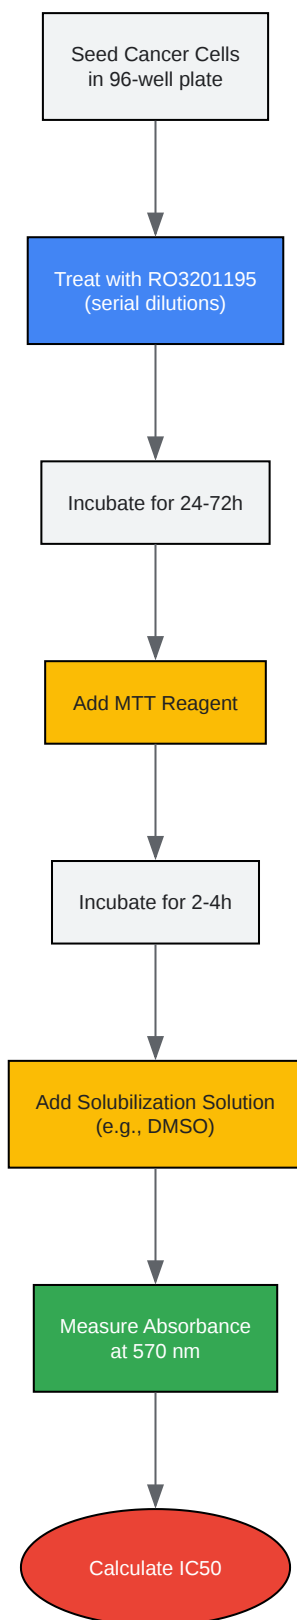 Seed Cancer Cells
in 96-well plate
Treat with RO3201195
(serial dilutions)
Incubate for 24-72h
Add MTT Reagent
Incubate for 2-4h
Add Solubilization Solution
(e.g., DMSO)
Measure Absorbance
at 570 nm
Calculate IC50